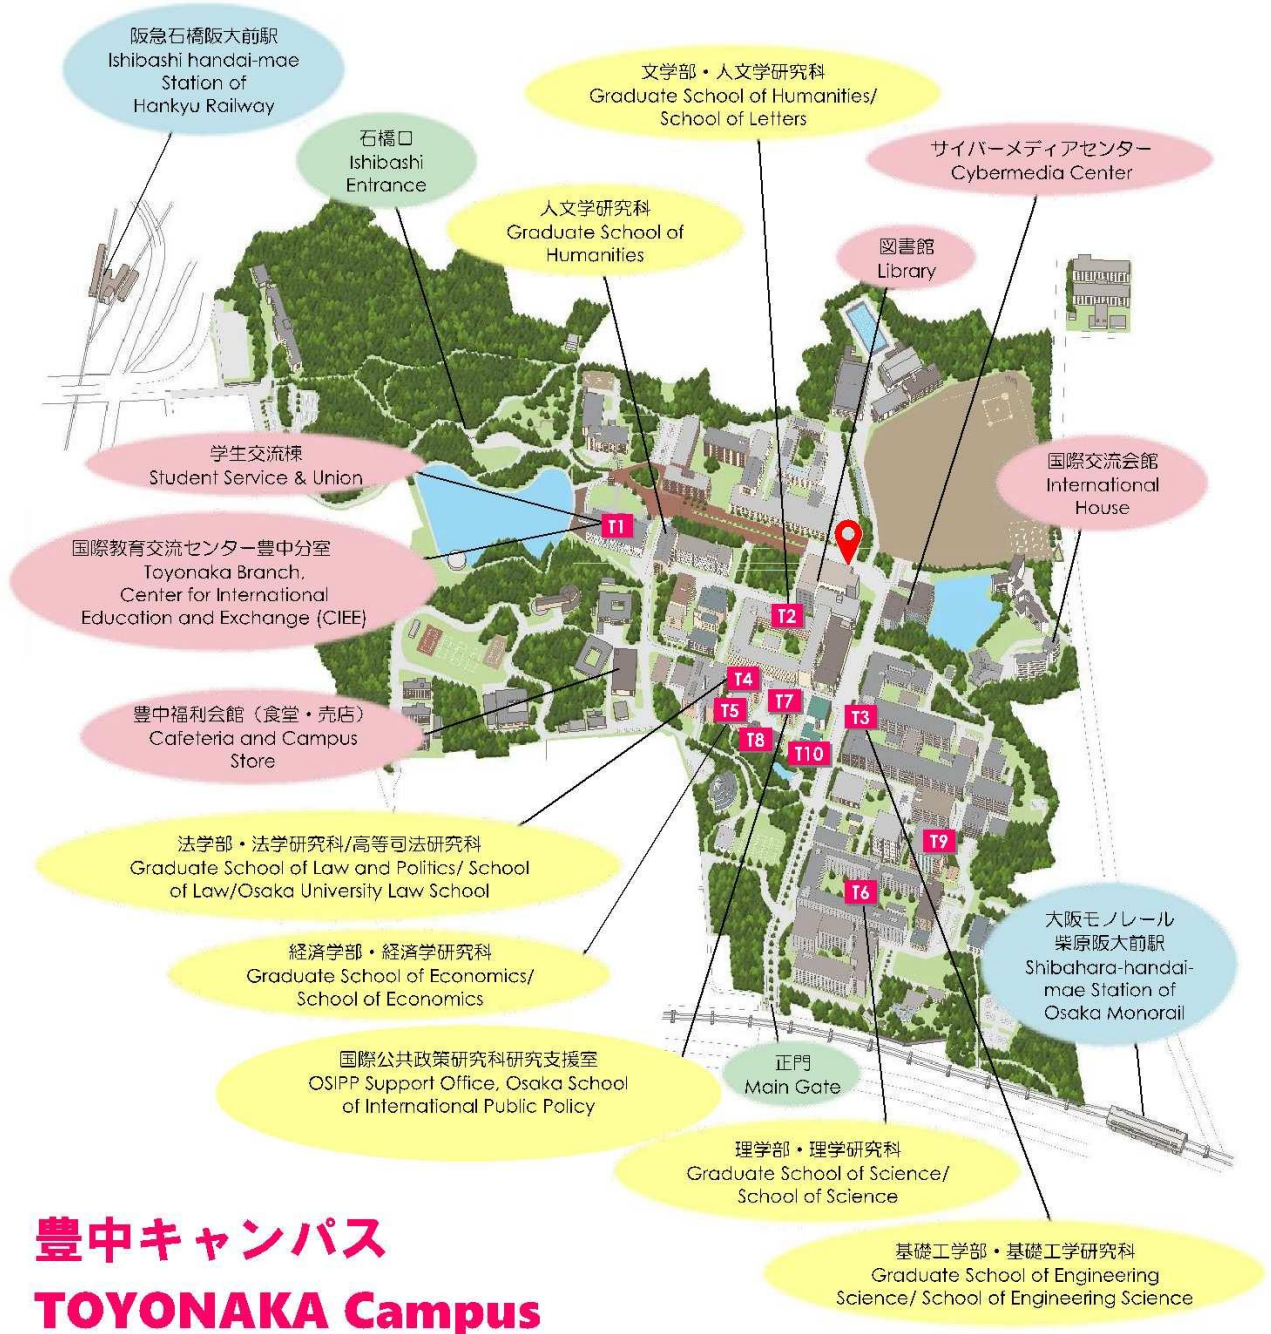 阪急石橋阪大前駅
Ishibashi handai-mae
Station of
Hankyu Railway
文学部・人文学研究科
Graduate School of Humanities/
School of Letters
石橋口
Ishibashi
Entrance
サイバーメディアセンター
Cybermedia Center
人文学研究科
Graduate School of
Humanities
図書館
Library
学生交流棟
Student Service & Union
国際交流会館
International
House
国際教育交流センター豊中分室
Toyonaka Branch,
Center for International
Education and Exchange (CIEE)
T1
T2
T4
T7
T5
T3
T8
T10
T9
T6
豊中福利会館（食堂・売店）
Cafeteria and Campus
Store
法学部・法学研究科/高等司法研究科
Graduate School of Law and Politics/ School
of Law/Osaka University Law School
経済学部・経済学研究科
Graduate School of Economics/
School of Economics
大阪モノレール
柴原阪大前駅
Shibahara-handai-
mae Station of
Osaka Monorail
国際公共政策研究科研究支援室
OSIPP Support Office, Osaka School
of International Public Policy
正門
Main Gate
理学部・理学研究科
Graduate School of Science/
School of Science
基礎工学部・基礎工学研究科
Graduate School of Engineering
Science/ School of Engineering Science
豊中キャンパス
TOYONAKA Campus